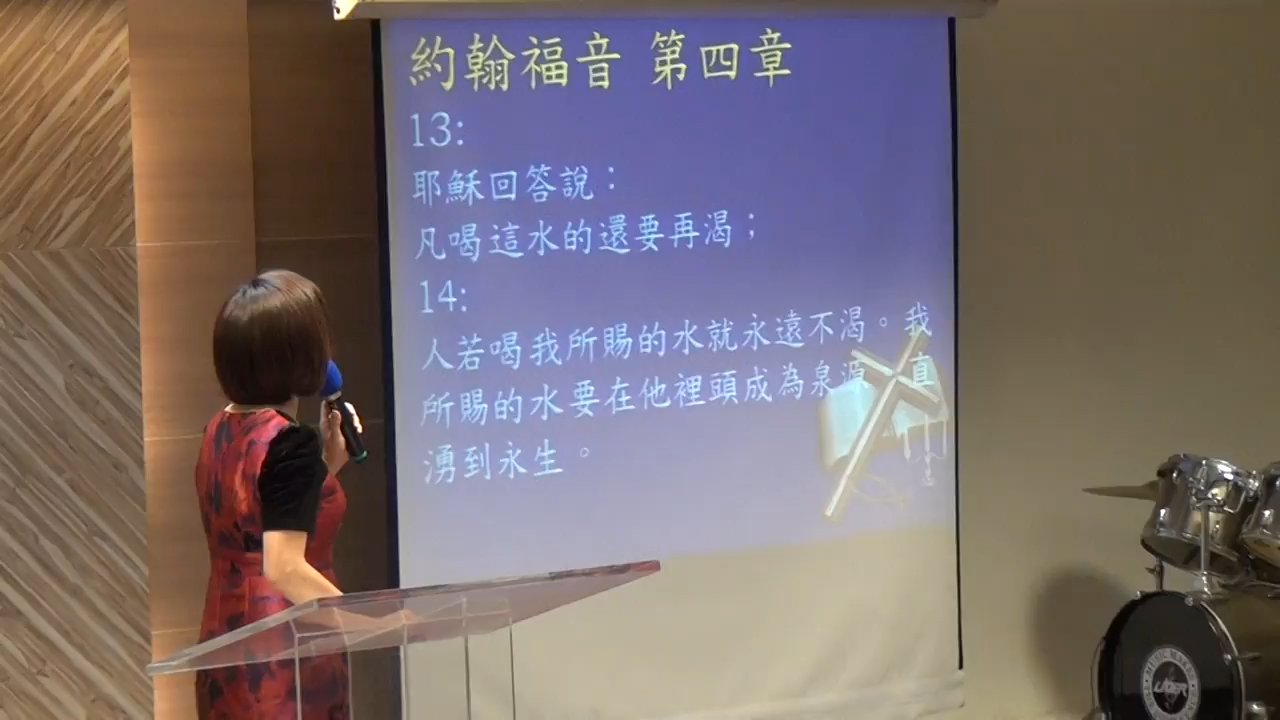 約翰福音 第四章
13:
耶穌回答說：
凡喝這水的還要再渴；
14:
人若喝我所賜的水就永遠不渴。我
所賜的水要在他裡頭成為泉源 直
湧到永生。